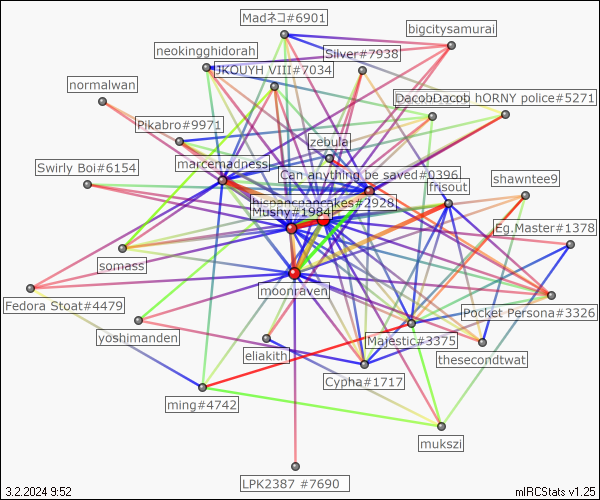 Madネコ#6901
bigcitysamurai
neokingghidorah
Silver#7938
JKOUYH VIII#7034
normalwan
DacobDacob hORNY police#5271
Pikabro#9971
zebula
marcemadness
Swirly Boi#6154
Can anything be saved#0396
shawntee9
frisout
#2928
Mushy#1984
Eg.Master#1378
somass
moonraven
Fedora Stoat#4479
Pocket Persona#3326
yoshimanden
Majestic#3375
eliakith
thesecondtwat
Cypha#1717
ming#4742
mukszi
LPK2387 #7690
3.2.2024 9:52
mIRCStats v1.25